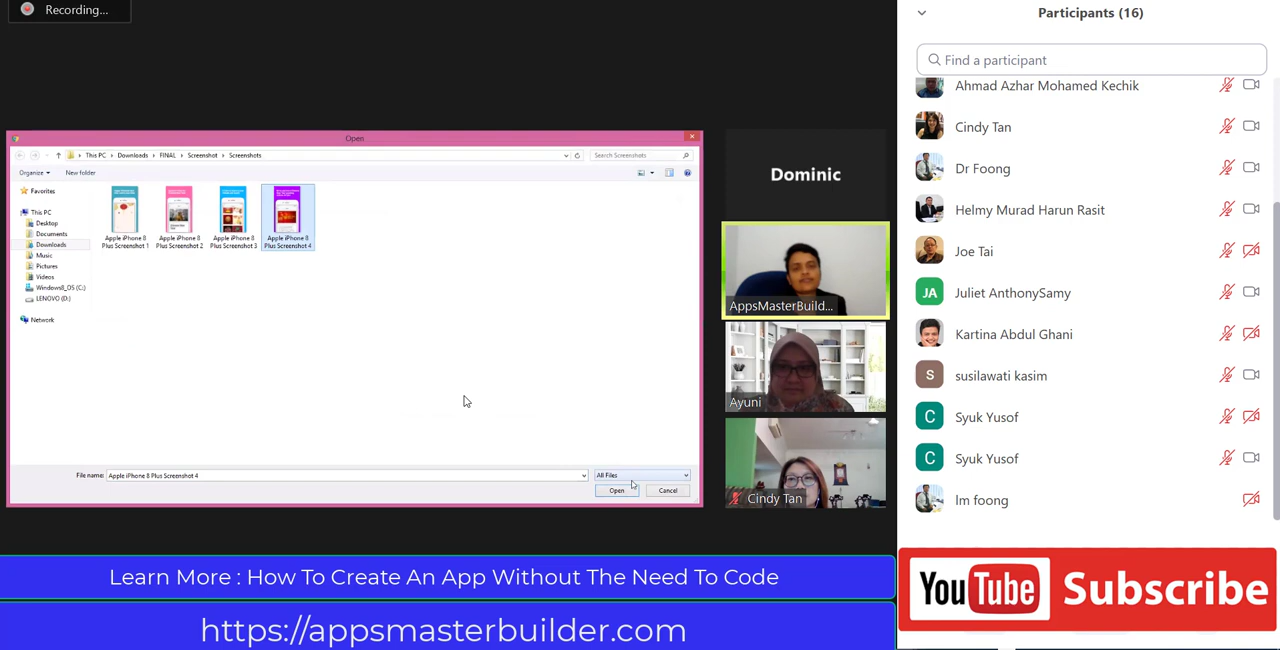 Recording...
Participants (16)
Find a participant
Ahmad Azhar Mohamed Kechik
Cindy Tan
Dr Foong
Helmy Murad Harun Rasit
Joe Tai
JA
Juliet AnthonySamy
Kartina Abdul Ghani
S
susilawati kasim
C
Syuk Yusof
C
Syuk Yusof
Im foong
Open
This PC
Downloads
FINAL
Screenshot
Screenshots
Search Screenshots
Organize
New folder
Favorites
This PC
Desktop
Documents
Downloads
Music
Pictures
Videos
Windows8_OS (C:)
LENOVO (D:)
Network
Apple iPhone 8
Plus Screenshot 1
Apple iPhone 8
Plus Screenshot 2
Apple iPhone 8
Plus Screenshot 3
Apple iPhone 8
Plus Screenshot 4
File name:
Apple iPhone 8 Plus Screenshot 4
All Files
Open
Cancel
Dominic
AppsMasterBuild...
Ayuni
Cindy Tan
Learn More : How To Create An App Without The Need To Code
https://appsmasterbuilder.com
YouTube Subscribe